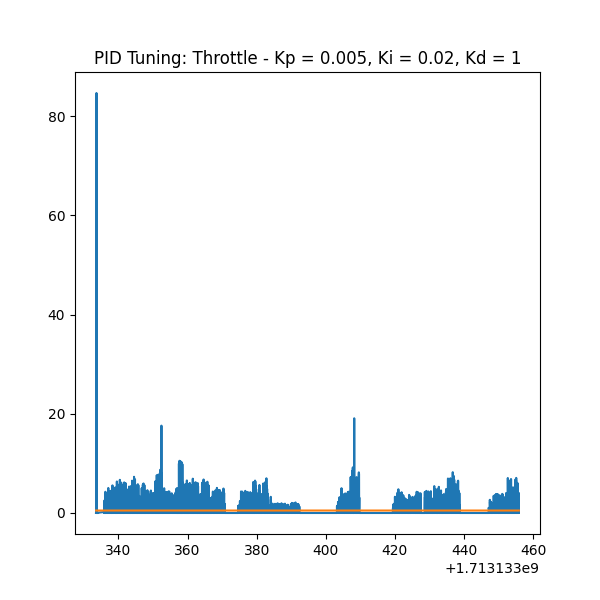 PID Tuning: Throttle - Kp = 0.005, Ki = 0.02, Kd = 1
80
60
40
20
0
340 360 380 400 420 440 460
+1.713133e9